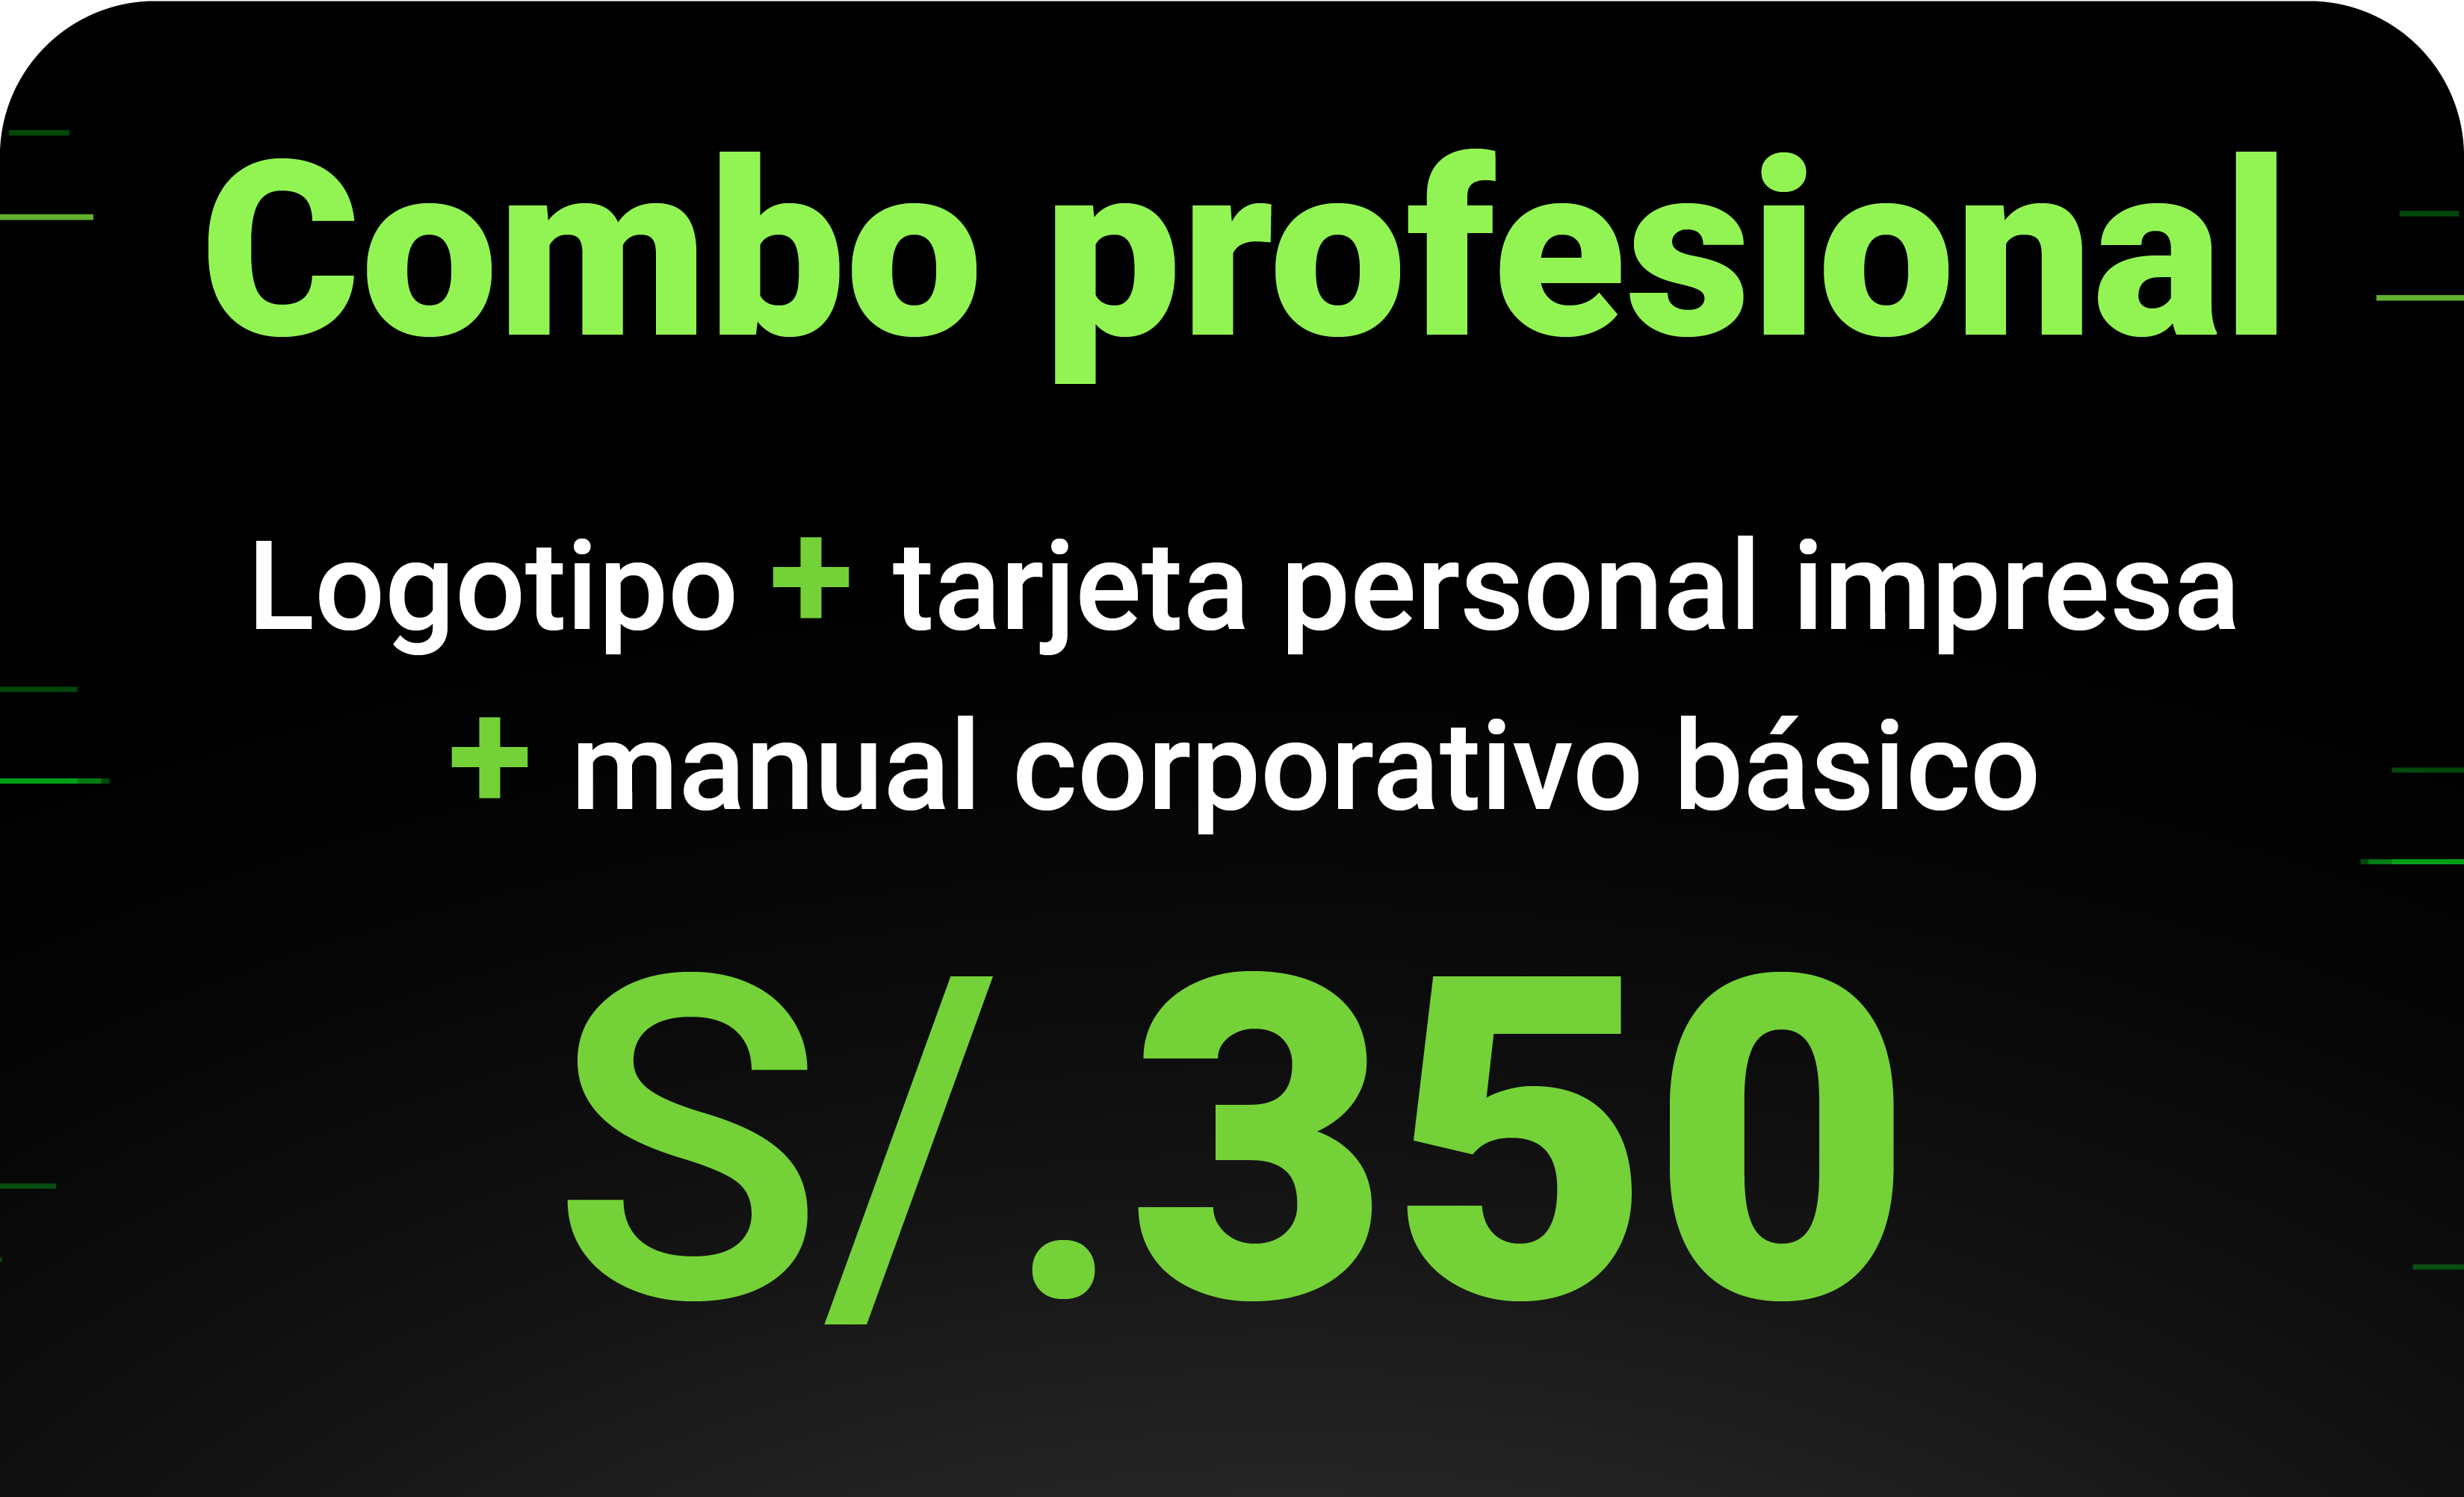 Combo profesional
Logotipo + tarjeta personal impresa
+ manual corporativo básico
S/.350